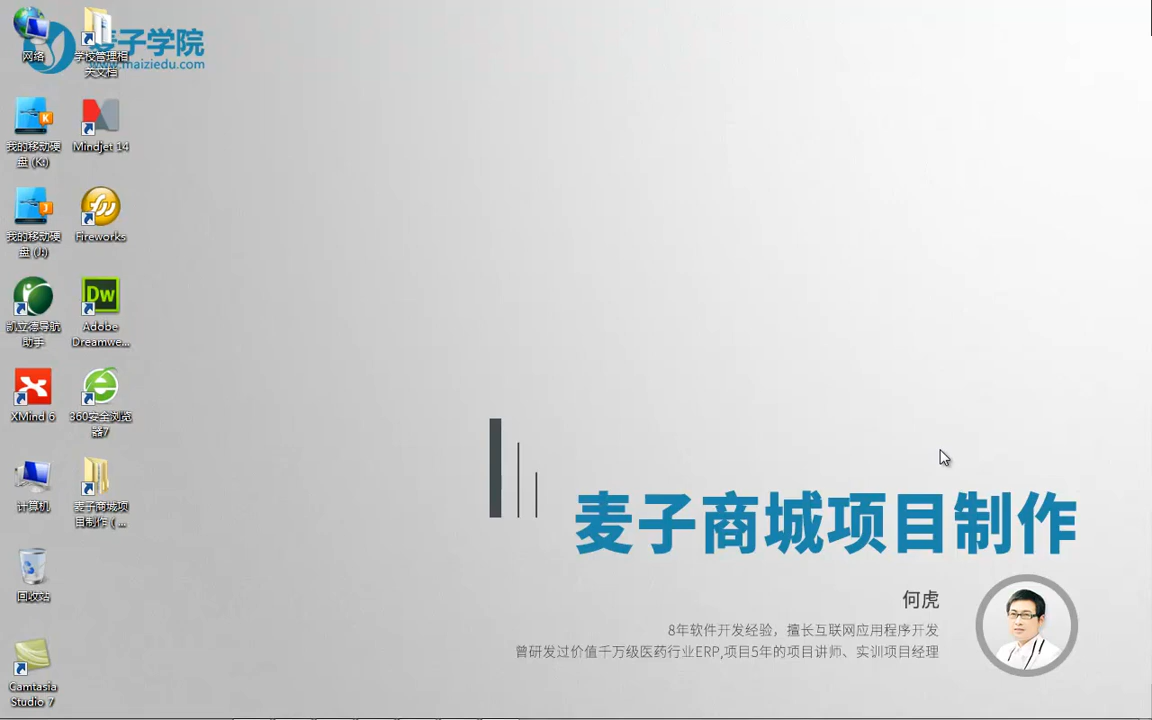 麦子学院
www.maiziedu.com
网络
学校管理相
关文档
我的移动硬
盘 (K:)
Mindjet 14
我的移动硬
盘 (J:)
Fireworks
凯立德导航
助手
Adobe
Dreamwe...
XMind 6
360安全浏览
器7
计算机
麦子商城项
目制作 ( ...
回收站
Camtasia
Studio 7
麦子商城项目制作
何虎
8年软件开发经验，擅长互联网应用程序开发
曾研发过价值千万级医药行业ERP,项目5年的项目讲师、实训项目经理